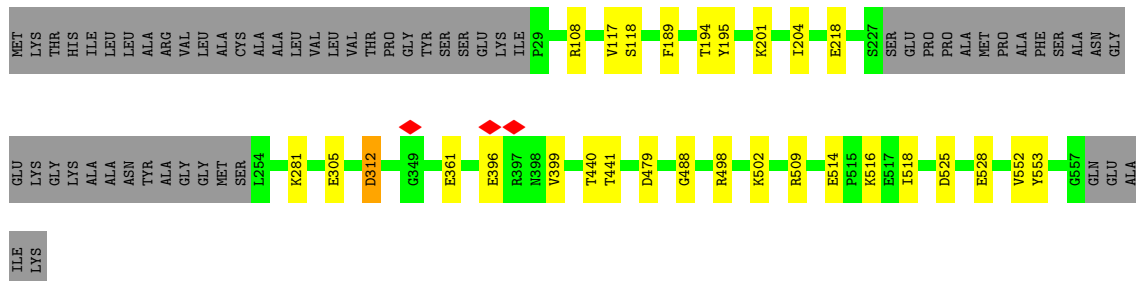 MET LYS THR HIS ILE LEU LEU ALA ARG VAL LEU ALA CYS ALA ALA LEU VAL LEU VAL THR PRO GLY TYR SER SER GLU LYS ILE P29 R108 V117 S118 F189 T194 Y195 K201 I204 E218 S227 SER GLU PRO PRO ALA MET PRO ALA PHE SER ALA ASN GLY
GLU LYS GLY LYS ALA ALA ASN TYR ALA GLY GLY MET SER L254 K281 E305 D312 G349 E361 E396 R397 N398 V399 T440 T441 D479 G488 R498 K502 R509 E514 P515 K516 E517 I518 D525 E528 V552 Y553 G557 GLN GLU ALA
ILE LYS